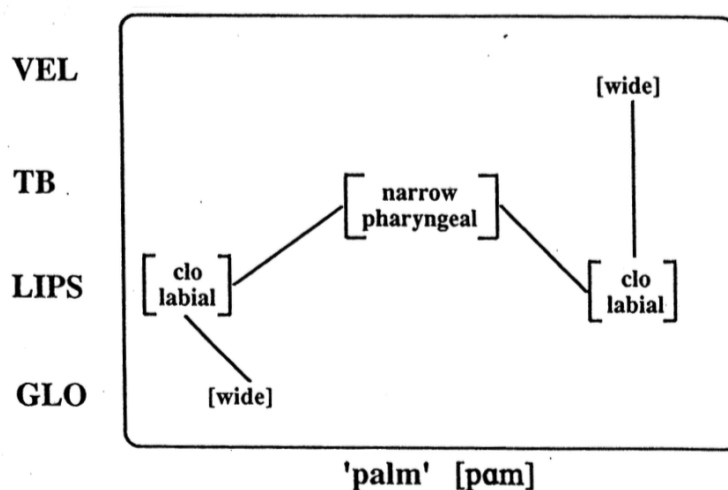 VEL
[wide]
TB
[narrow
pharyngeal]
LIPS
[clo
labial]
[clo
labial]
GLO
[wide]
'palm' [pɑm]